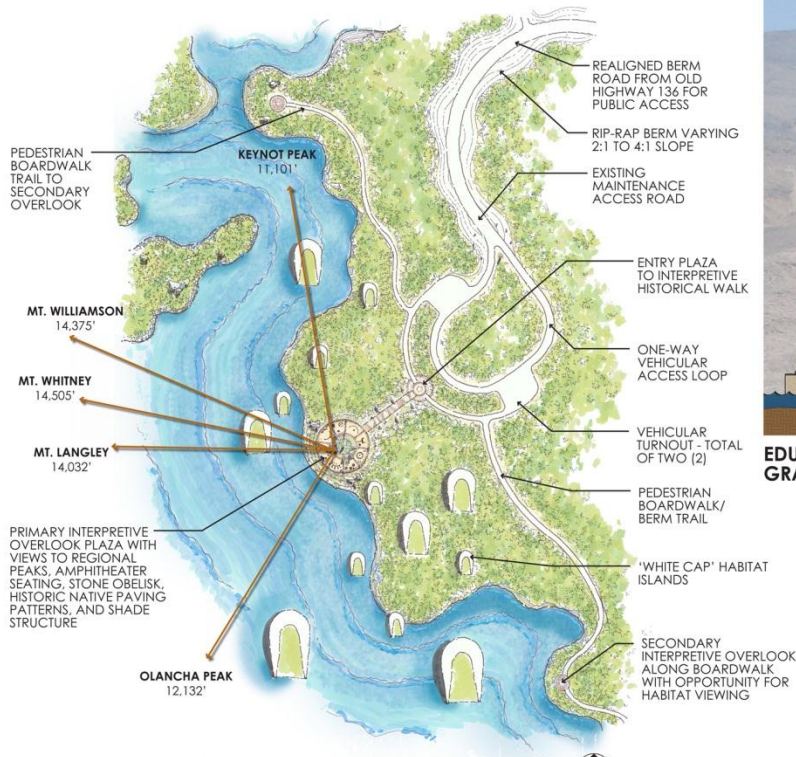 REALIGNED BERM
ROAD FROM OLD
HIGHWAY 136 FOR
PUBLIC ACCESS
RIP-RAP BERM VARYING
2:1 TO 4:1 SLOPE
PEDESTRIAN
BOARDWALK
TRAIL TO
SECONDARY
OVERLOOK
KEYNOT PEAK
11,101'
EXISTING
MAINTENANCE
ACCESS ROAD
ENTRY PLAZA
TO INTERPRETIVE
HISTORICAL WALK
MT. WILLIAMSON
14,375'
ONE-WAY
VEHICULAR
ACCESS LOOP
MT. WHITNEY
14,505'
VEHICULAR
TURNOUT - TOTAL
OF TWO (2)
MT. LANGLEY
14,032'
PEDESTRIAN
BOARDWALK/
BERM TRAIL
PRIMARY INTERPRETIVE
OVERLOOK PLAZA WITH
VIEWS TO REGIONAL
PEAKS, AMPHITHEATER
SEATING, STONE OBELISK,
HISTORIC NATIVE PAVING
PATTERNS, AND SHADE
STRUCTURE
'WHITE CAP' HABITAT
ISLANDS
OLANCHA PEAK
12,132'
SECONDARY
INTERPRETIVE OVERLOOK
ALONG BOARDWALK
WITH OPPORTUNITY FOR
HABITAT VIEWING
EDU
GRA